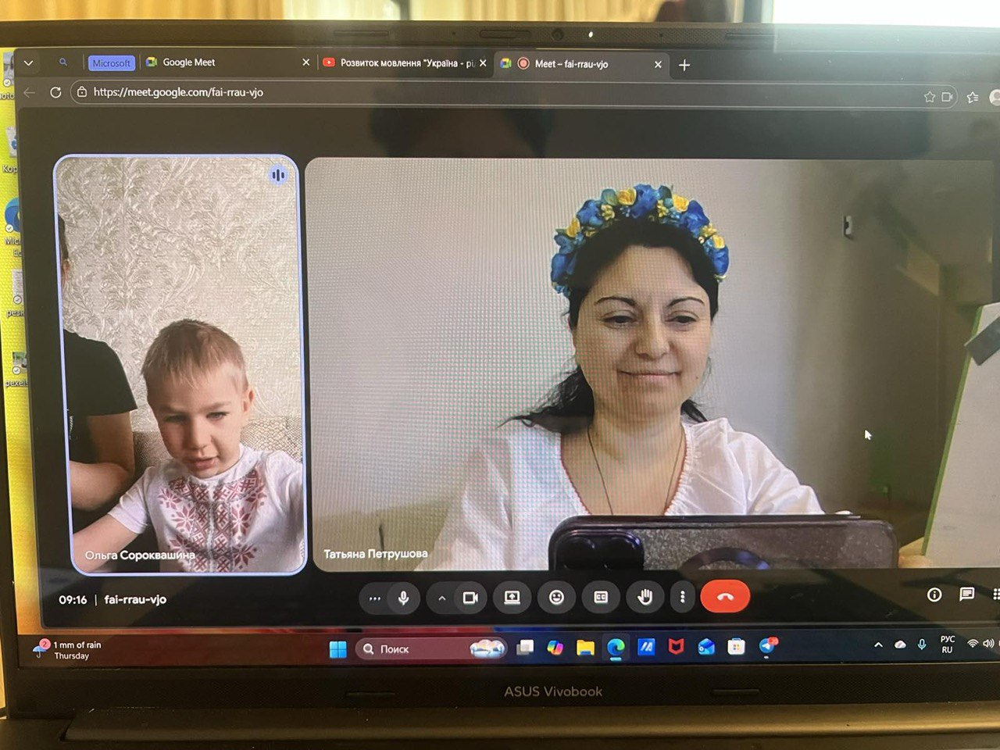 Microsoft
Google Meet
Розвиток мовлення "Україна - рі
Meet – fai-rrau-vjo
https://meet.google.com/fai-rrau-vjo
Ольга Сороквашина
Татьяна Петрушова
09:16 | fai-rrau-vjo
2
1 mm of rain
Thursday
Поиск
РУС
RU
ASUS Vivobook